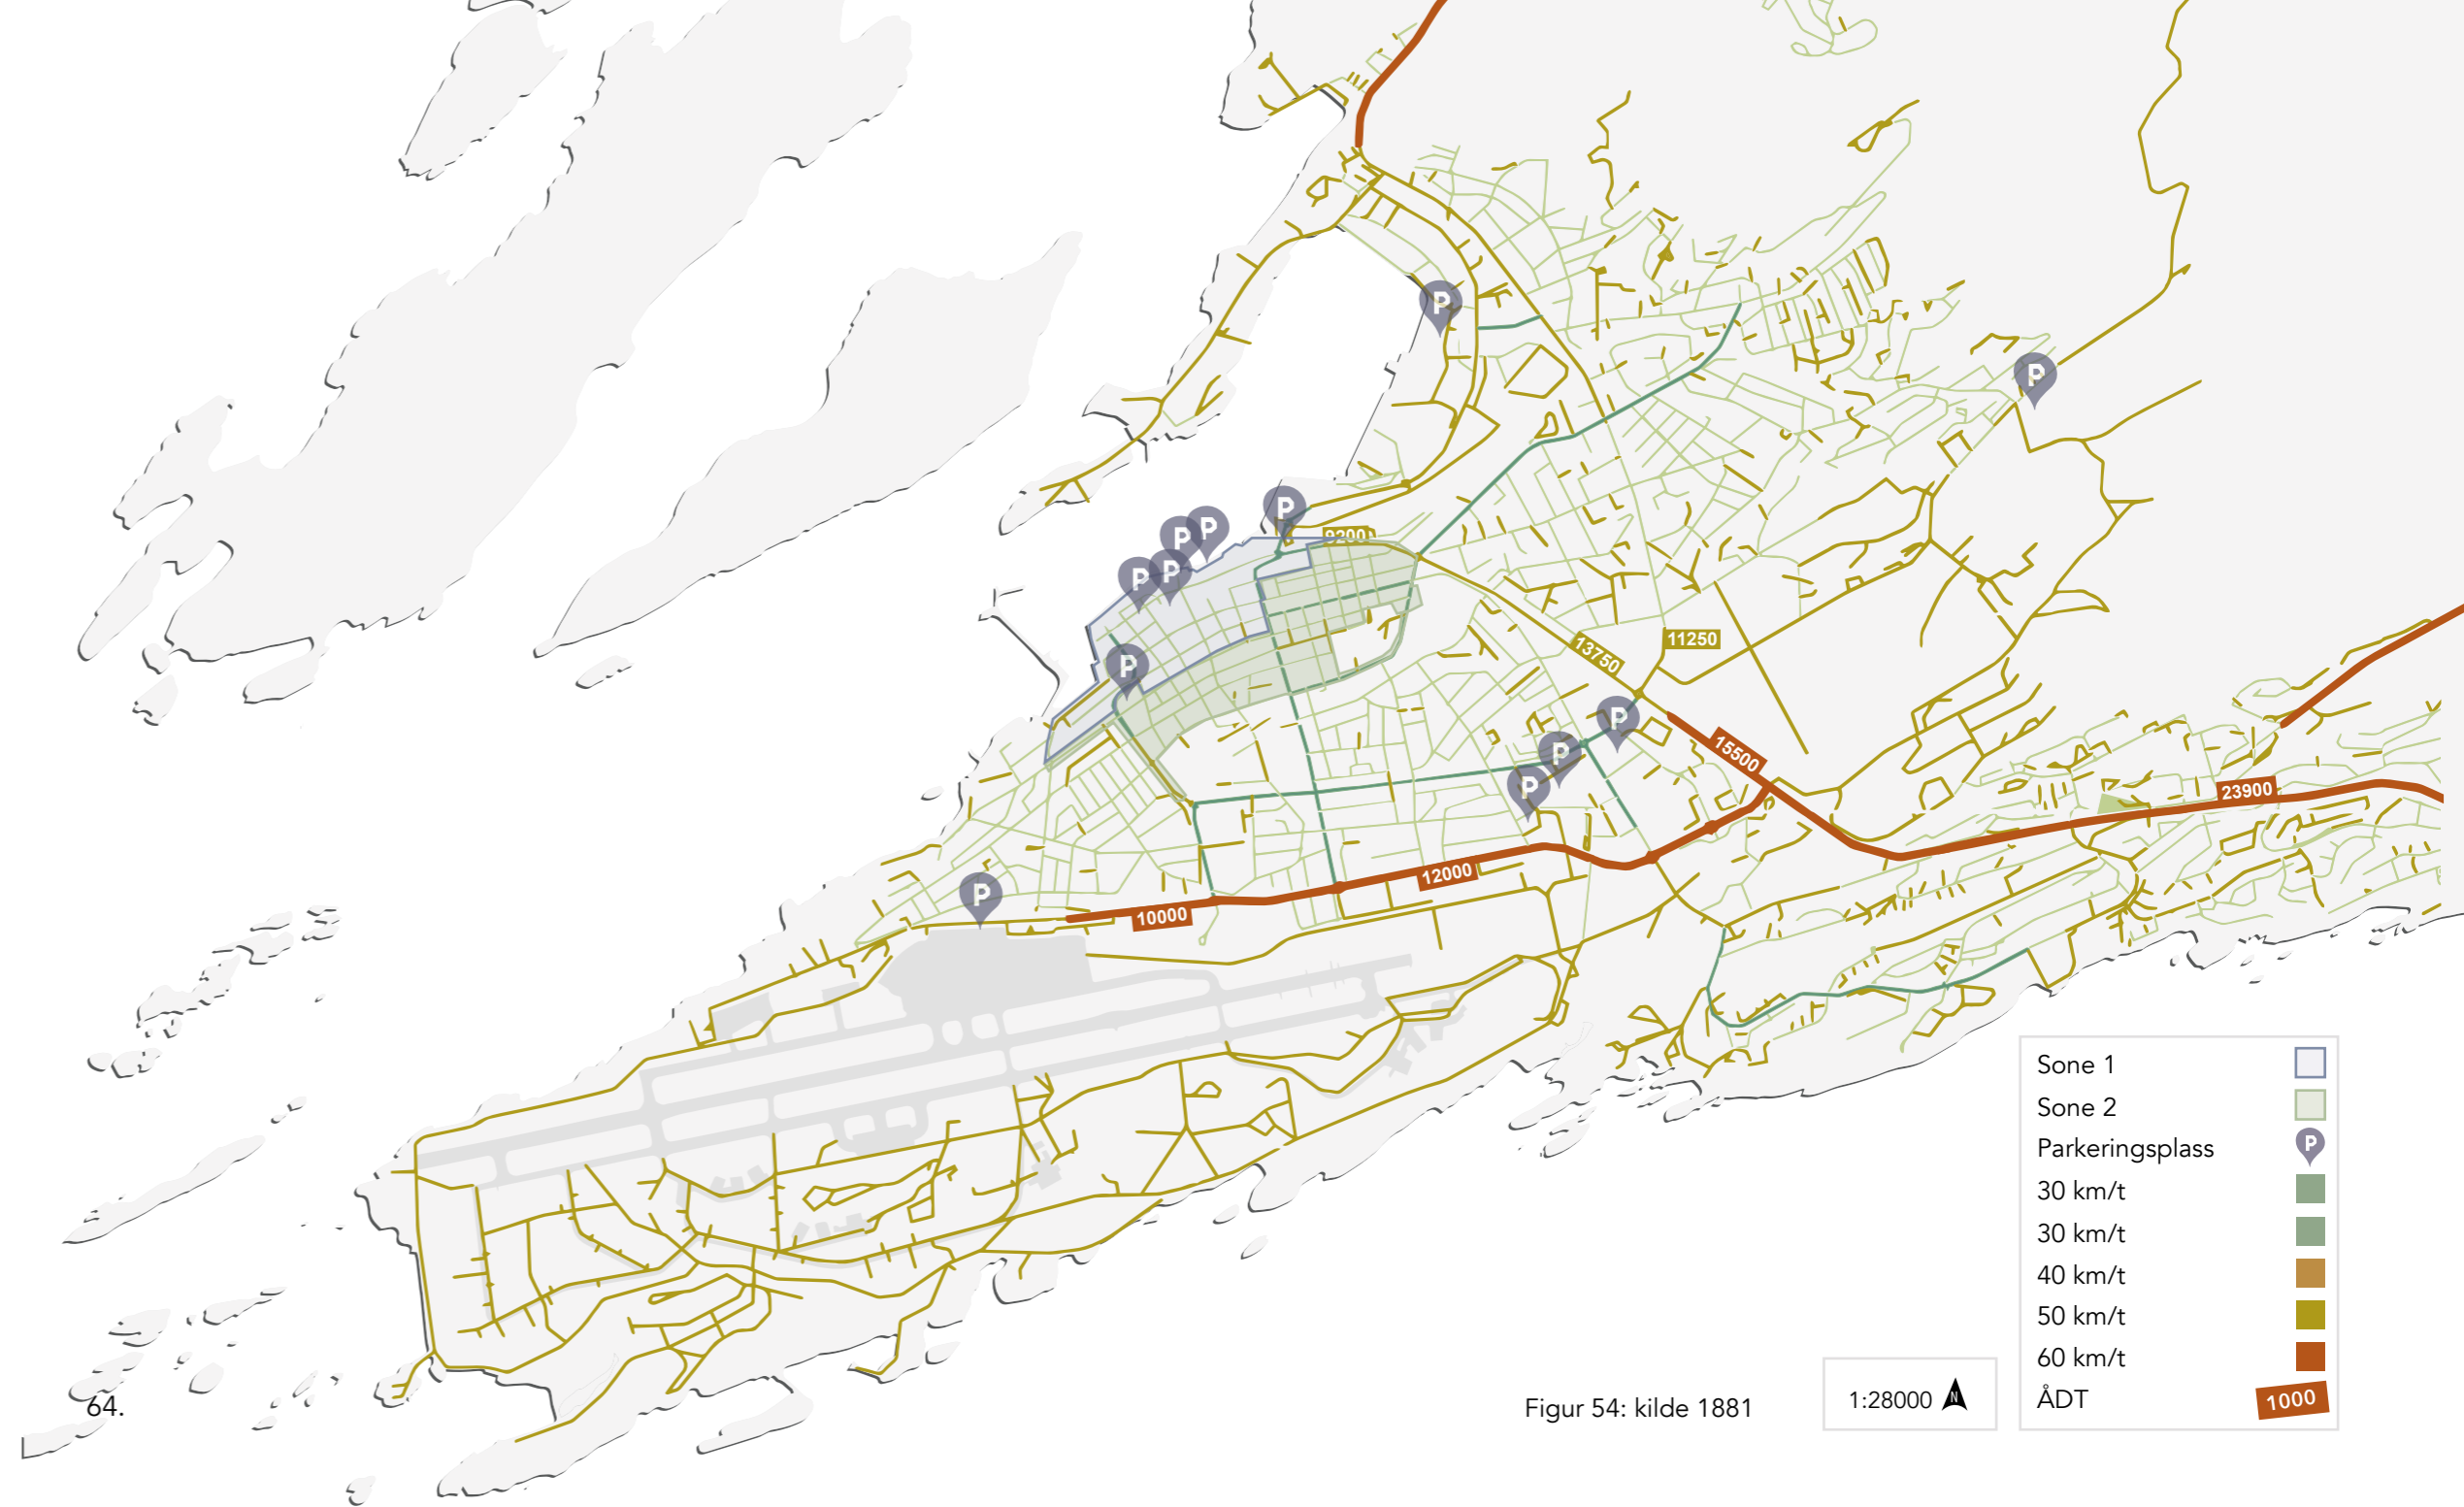 P
P
P
P
P
9200
P
P
P
11250
13750
P
P
15500
P
23900
12000
P
10000
Sone 1
Sone 2
Parkeringsplass P
30 km/t
30 km/t
40 km/t
50 km/t
60 km/t
ÅDT 1000
1:28000 N
Figur 54: kilde 1881
64.